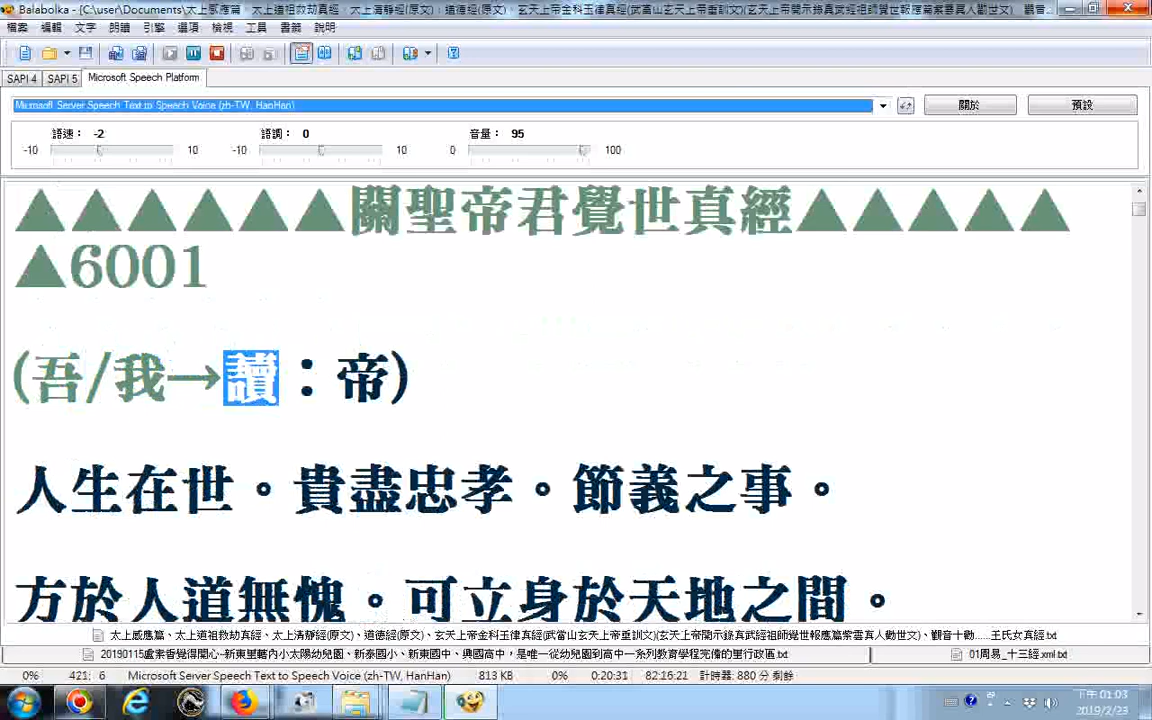 Balabolka - [C:\user\Documents\太上感應篇、太上道祖救劫真經、太上清靜經(原文)、道德經(原文)、玄天上帝金科玉律真經(武當山玄天上帝垂訓文)(玄天上帝開示錄真武經祖師覺世報應篇紫雲真人勸世文)、觀音...
檔案 編輯 文字 朗讀 引擎 選項 檢視 工具 書籤 說明
SAPI 4 SAPI 5 Microsoft Speech Platform
Microsoft Server Speech Text to Speech Voice (zh-TW, HanHan)
關於 預設
語速： -2 語調： 0 音量： 95
-10 10 -10 10 0 100
▲▲▲▲▲▲關聖帝君覺世真經▲▲▲▲▲
▲6001
(吾/我→讀：帝)
人生在世。貴盡忠孝。節義之事。
方於人道無愧。可立身於天地之間。
太上感應篇、太上道祖救劫真經、太上清靜經(原文)、道德經(原文)、玄天上帝金科玉律真經(武當山玄天上帝垂訓文)(玄天上帝開示錄真武經祖師覺世報應篇紫雲真人勸世文)、觀音十勸......王氏女真經.txt
20190115處素皆覺得開心-新東里轄內小太陽幼兒園、新泰國小、新東國中、興國高中，是唯一從幼兒園到高中一系列教育學程完備的里行政區.txt 01周易_十三經.xml.txt
0% 421: 6 Microsoft Server Speech Text to Speech Voice (zh-TW, HanHan) 813 KB 0% 0:20:31 82:16:21 計時器: 880 分 剩餘
下午 01:03
2019/2/23